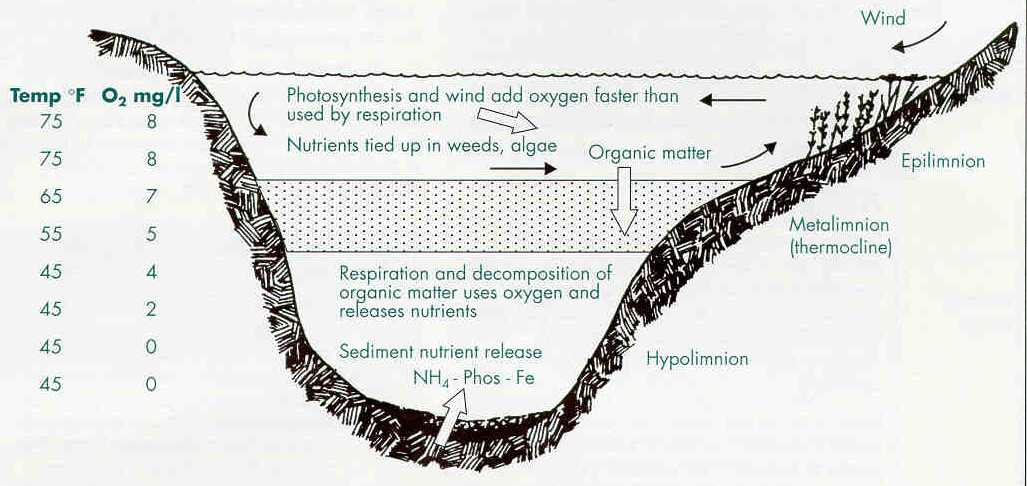 Wind
Temp °F O₂ mg/l
75 8
75 8
65 7
55 5
45 4
45 2
45 0
45 0
Photosynthesis and wind add oxygen faster than
used by respiration
Nutrients tied up in weeds, algae
Organic matter
Epilimnion
Metalimnion
(thermocline)
Respiration and decomposition of
organic matter uses oxygen and
releases nutrients
Sediment nutrient release
NH₄ - Phos - Fe
Hypolimnion